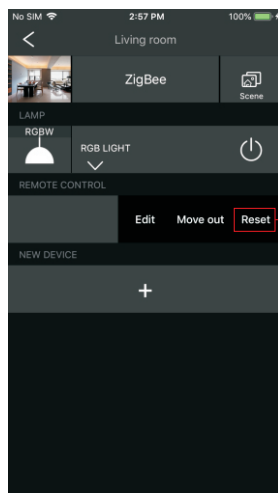 No SIM 2:57 PM 100%
Living room
ZigBee
Scene
LAMP
RGBW
RGB LIGHT
REMOTE CONTROL
Edit Move out Reset
NEW DEVICE
+